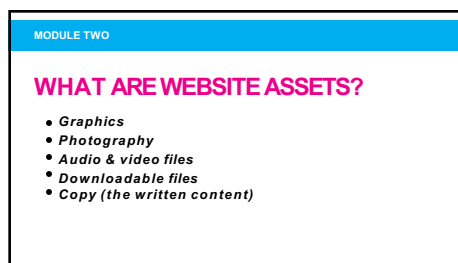 MODULE TWO
WHAT ARE WEBSITE ASSETS?
• Graphics
• Photography
• Audio & video files
• Downloadable files
• Copy (the written content)